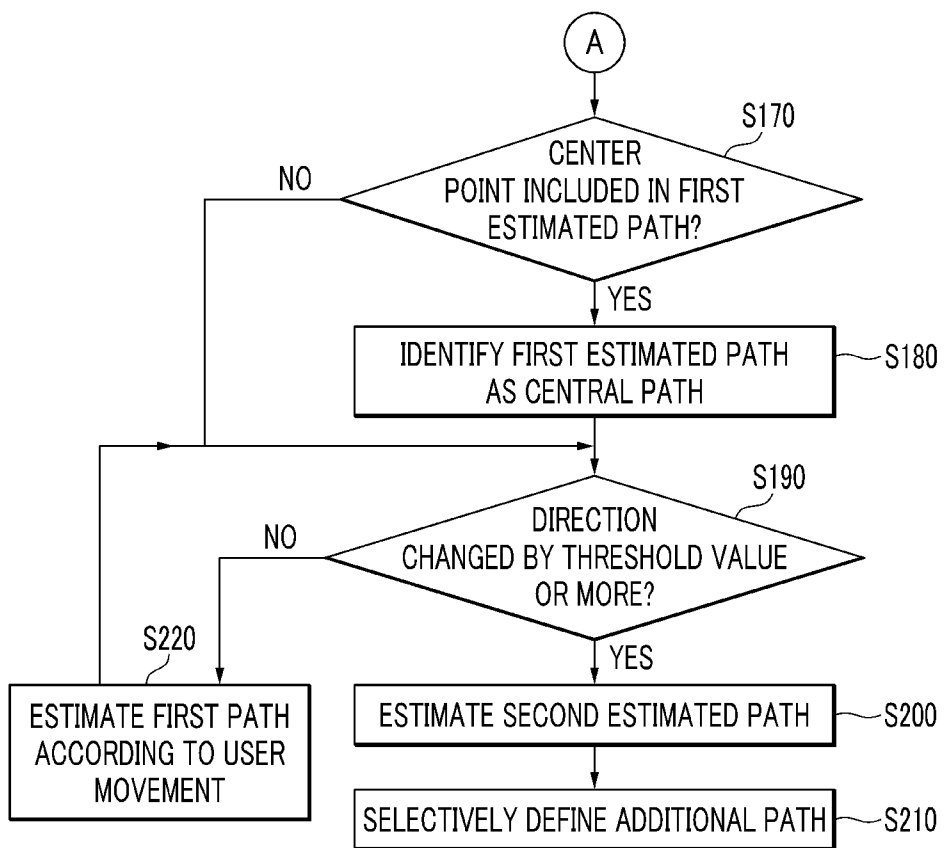 A
S170
CENTER
POINT INCLUDED IN FIRST
ESTIMATED PATH?
NO
YES
IDENTIFY FIRST ESTIMATED PATH
AS CENTRAL PATH
S180
S190
DIRECTION
CHANGED BY THRESHOLD VALUE
OR MORE?
NO
YES
S220
ESTIMATE FIRST PATH
ACCORDING TO USER
MOVEMENT
ESTIMATE SECOND ESTIMATED PATH
S200
SELECTIVELY DEFINE ADDITIONAL PATH
S210